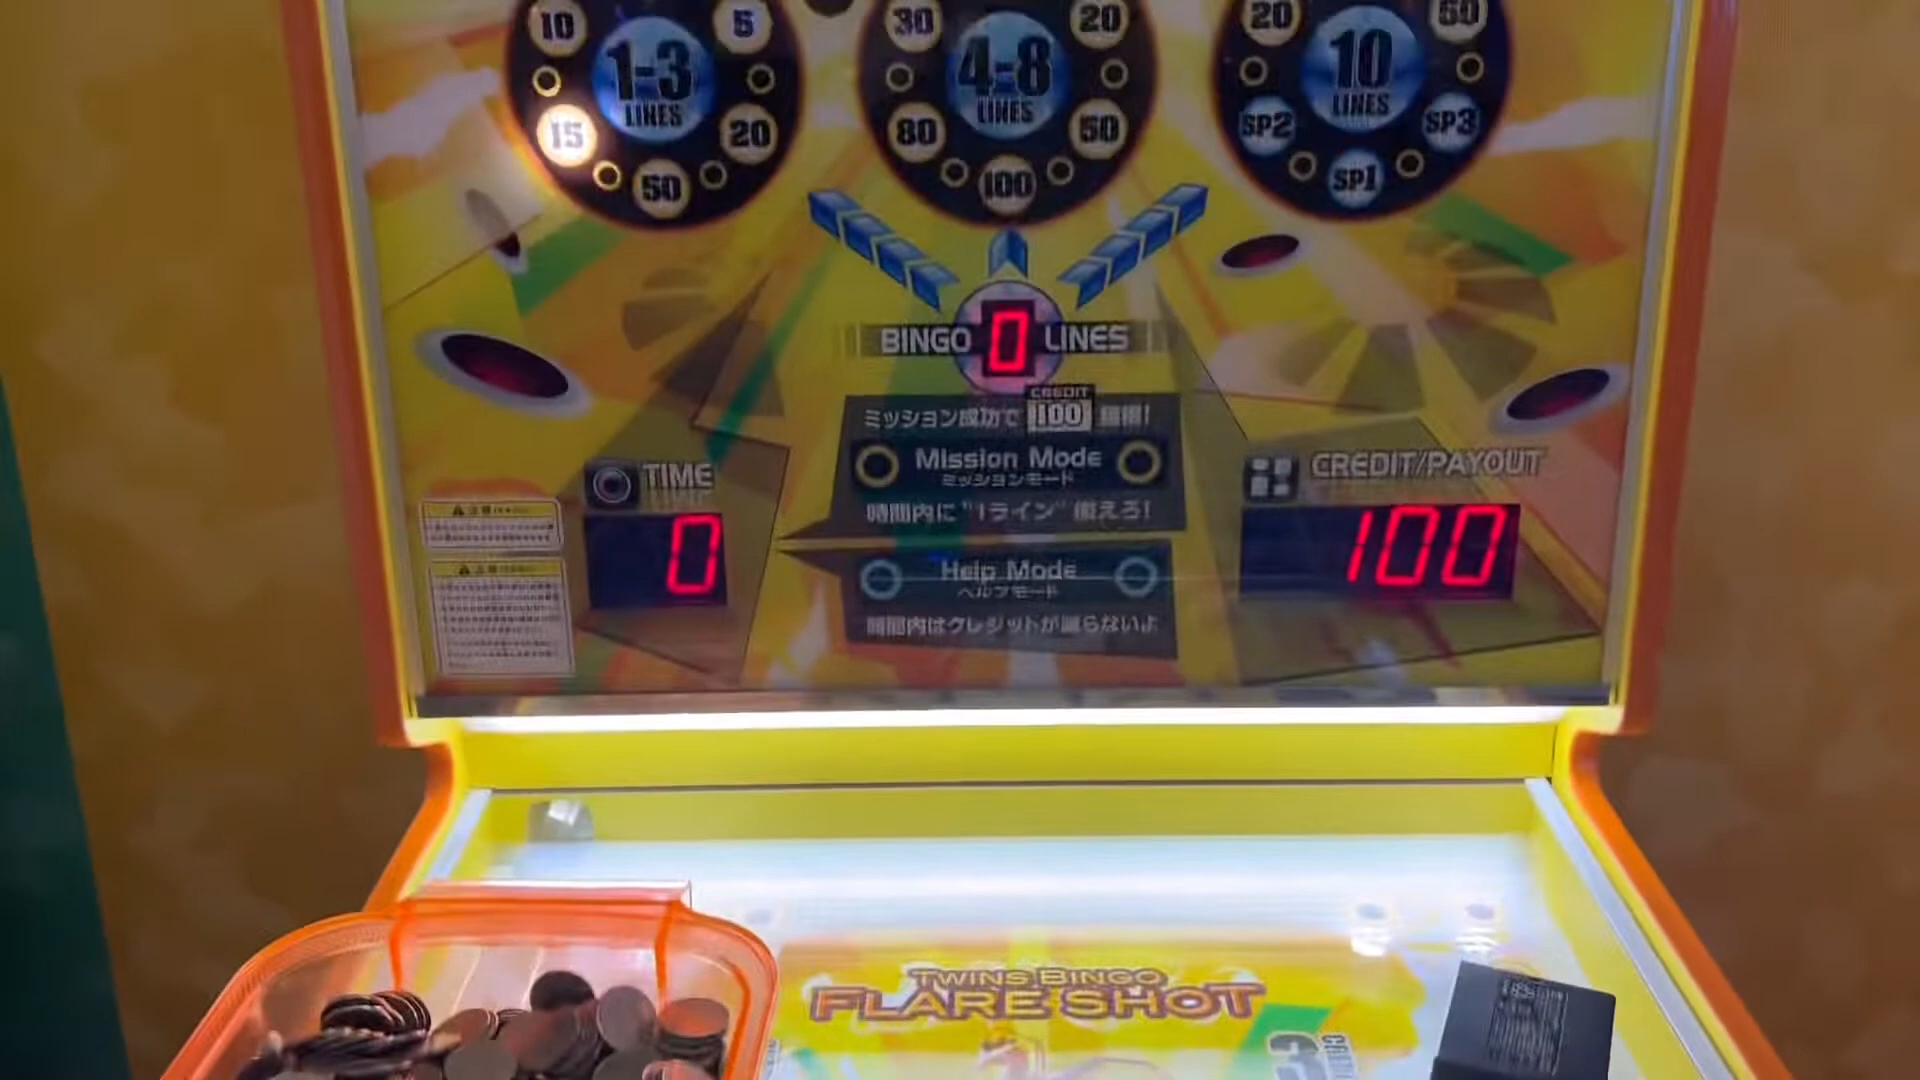 10 5 30 20 20 50
1-3 LINES
4-8 LINES
10 LINES
15 20 80 50 SP2 SP3
50 100 SP1
BINGO 0 LINES
CREDIT
ミッション成功で 100 獲得!
Mission Mode
ミッションモード
時間内に"1ライン"揃えろ!
TIME
0
CREDIT/PAYOUT
100
Help Mode
ヘルプモード
時間内はクレジットが減らないよ
TWINS BINGO
FLARE SHOT